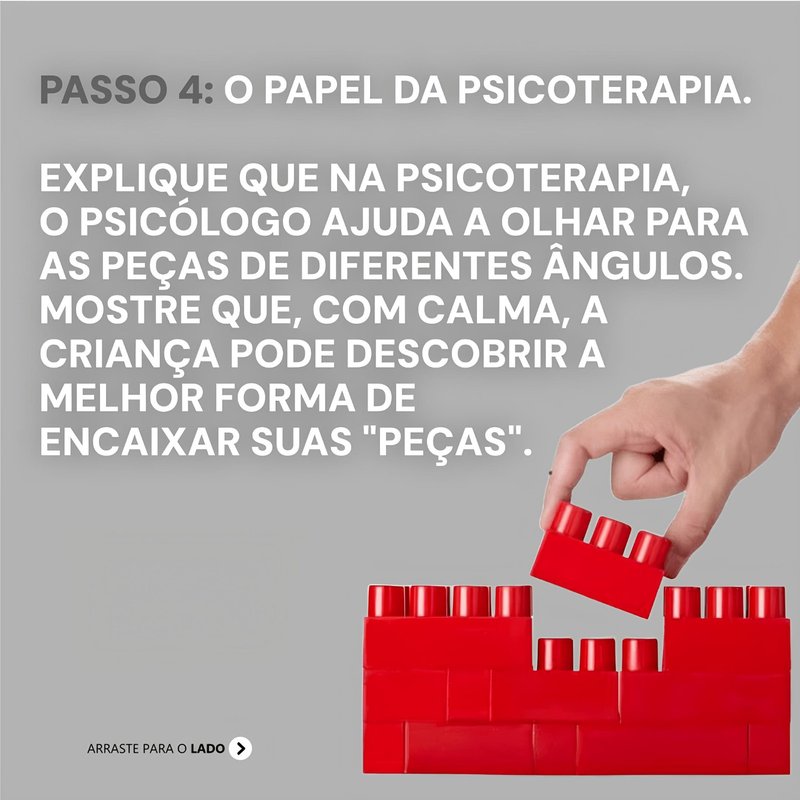 PASSO 4: O PAPEL DA PSICOTERAPIA.
EXPLIQUE QUE NA PSICOTERAPIA,
O PSICÓLOGO AJUDA A OLHAR PARA
AS PEÇAS DE DIFERENTES ÂNGULOS.
MOSTRE QUE, COM CALMA, A
CRIANÇA PODE DESCOBRIR A
MELHOR FORMA DE
ENCAIXAR SUAS "PEÇAS".
ARRASTE PARA O LADO